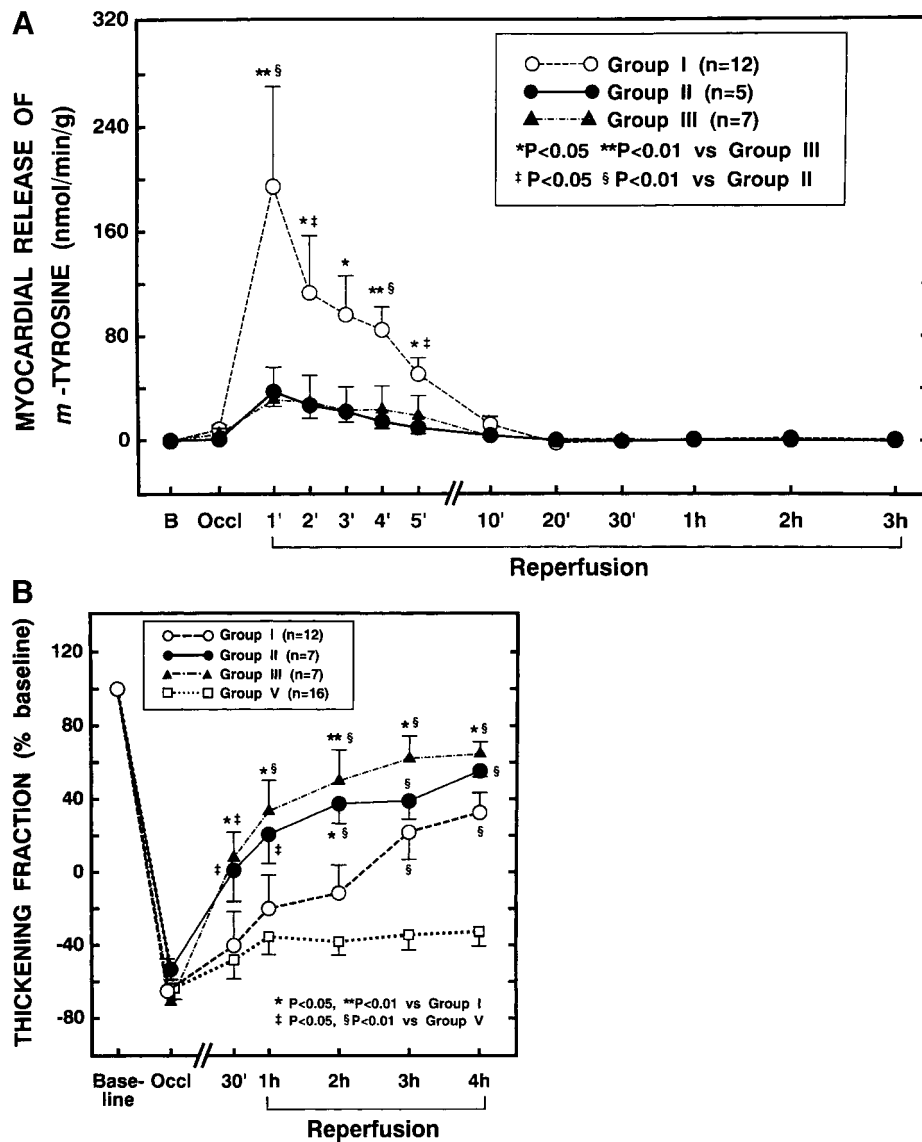 A
MYOCARDIAL RELEASE OF
m-TYROSINE (nmol/min/g)
320
240
160
80
0
Group I (n=12)
Group II (n=5)
Group III (n=7)
*P<0.05 **P<0.01 vs Group III
‡P<0.05 §P<0.01 vs Group II
** §
* ‡
*
** §
* ‡
B Occl 1' 2' 3' 4' 5' 10' 20' 30' 1h 2h 3h
Reperfusion
B
THICKENING FRACTION (% baseline)
120
80
40
0
-40
-80
Group I (n=12)
Group II (n=7)
Group III (n=7)
Group V (n=16)
* ‡
‡
* §
‡
** §
* §
* §
§
§
* §
§
§
* P<0.05, **P<0.01 vs Group I
‡ P<0.05, §P<0.01 vs Group V
Base-
line
Occl 30' 1h 2h 3h 4h
Reperfusion